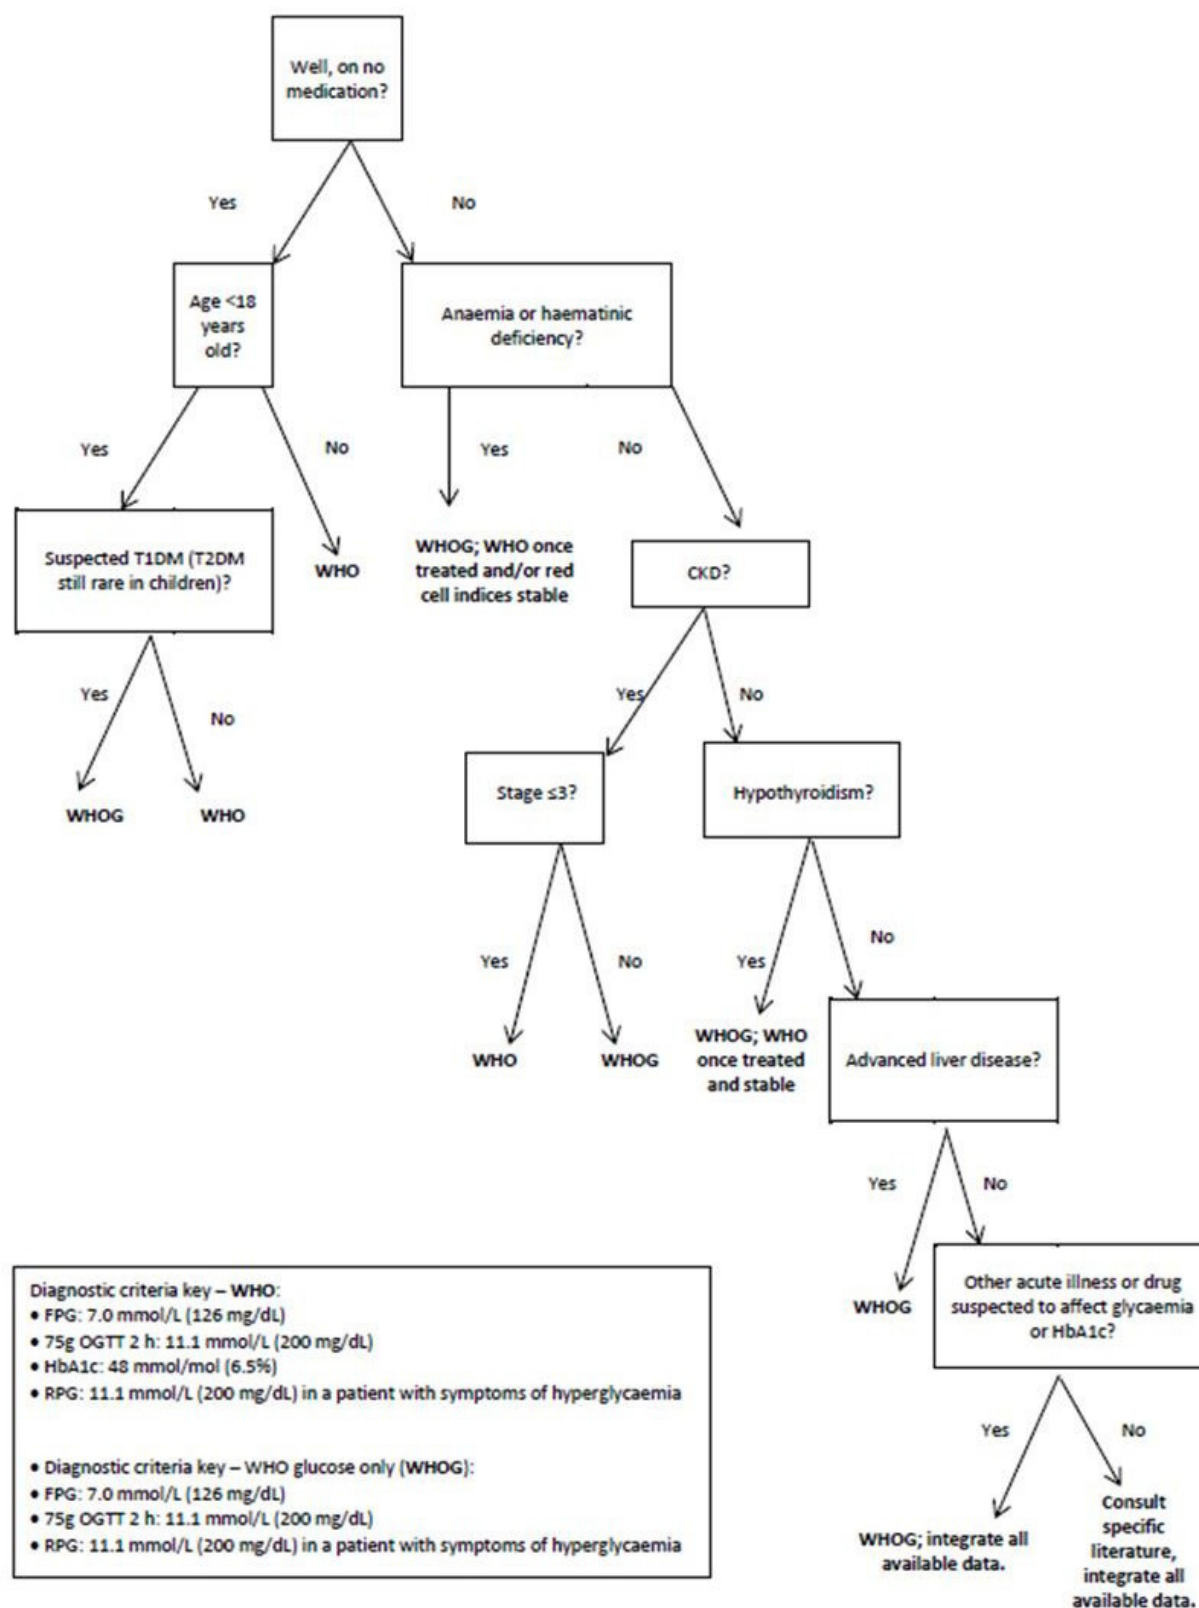 Well, on no
medication?
Yes
No
Age <18
years
old?
Anaemia or haematinic
deficiency?
Yes
No
Yes
No
Suspected T1DM (T2DM
still rare in children)?
WHO
WHOG; WHO once
treated and/or red
cell indices stable
CKD?
Yes
No
Yes
No
Stage ≤3?
Hypothyroidism?
WHOG
WHO
Yes
No
Yes
No
WHO
WHOG
WHOG; WHO
once treated
and stable
Advanced liver disease?
Yes
No
WHOG
Other acute illness or drug
suspected to affect glycaemia
or HbA1c?
Yes
No
WHOG; integrate all
available data.
Consult
specific
literature,
integrate all
available data.
Diagnostic criteria key – WHO:
• FPG: 7.0 mmol/L (126 mg/dL)
• 75g OGTT 2 h: 11.1 mmol/L (200 mg/dL)
• HbA1c: 48 mmol/mol (6.5%)
• RPG: 11.1 mmol/L (200 mg/dL) in a patient with symptoms of hyperglycaemia
• Diagnostic criteria key – WHO glucose only (WHOG):
• FPG: 7.0 mmol/L (126 mg/dL)
• 75g OGTT 2 h: 11.1 mmol/L (200 mg/dL)
• RPG: 11.1 mmol/L (200 mg/dL) in a patient with symptoms of hyperglycaemia